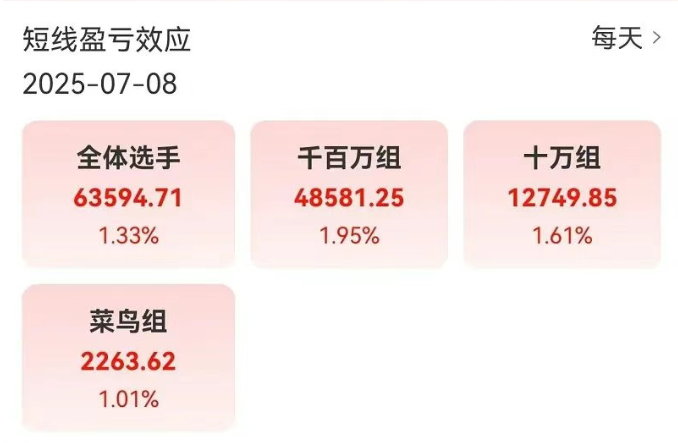 短线盈亏效应
每天 >
2025-07-08
全体选手
63594.71
1.33%
千百万组
48581.25
1.95%
十万组
12749.85
1.61%
菜鸟组
2263.62
1.01%